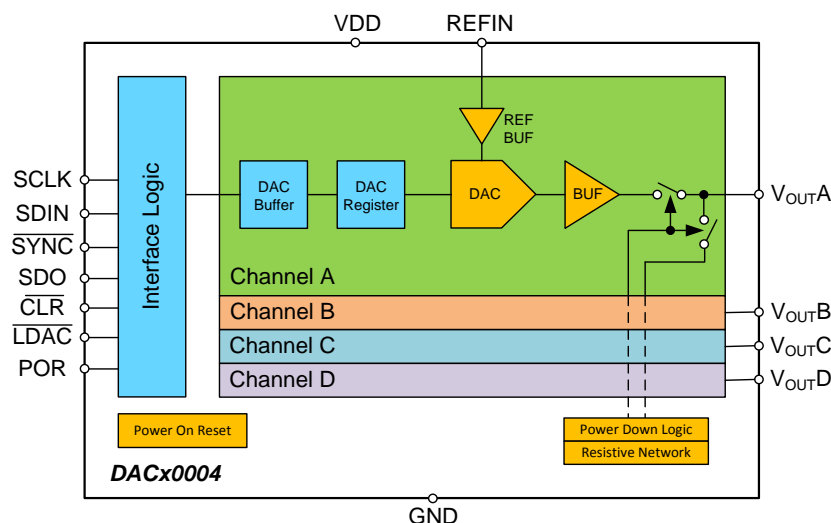 VDD
REFIN
REF
BUF
SCLK
SDIN
SYNC
SDO
CLR
LDAC
POR
Interface Logic
DAC
Buffer
DAC
Register
DAC
BUF
VOUTA
Channel A
Channel B
VOUTB
Channel C
VOUTC
Channel D
VOUTD
Power On Reset
Power Down Logic
Resistive Network
DACx0004
GND